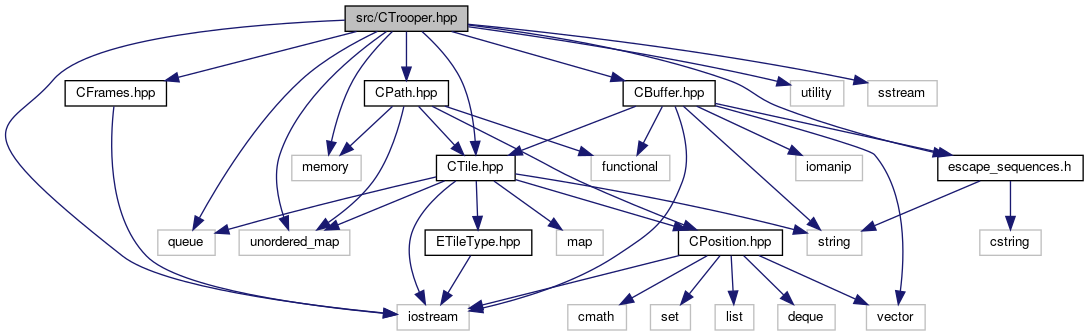 src/CTrooper.hpp
CFrames.hpp
CPath.hpp
CBuffer.hpp
utility
sstream
memory
CTile.hpp
functional
iomanip
escape_sequences.h
queue
unordered_map
ETileType.hpp
map
CPosition.hpp
string
cstring
iostream
cmath
set
list
deque
vector